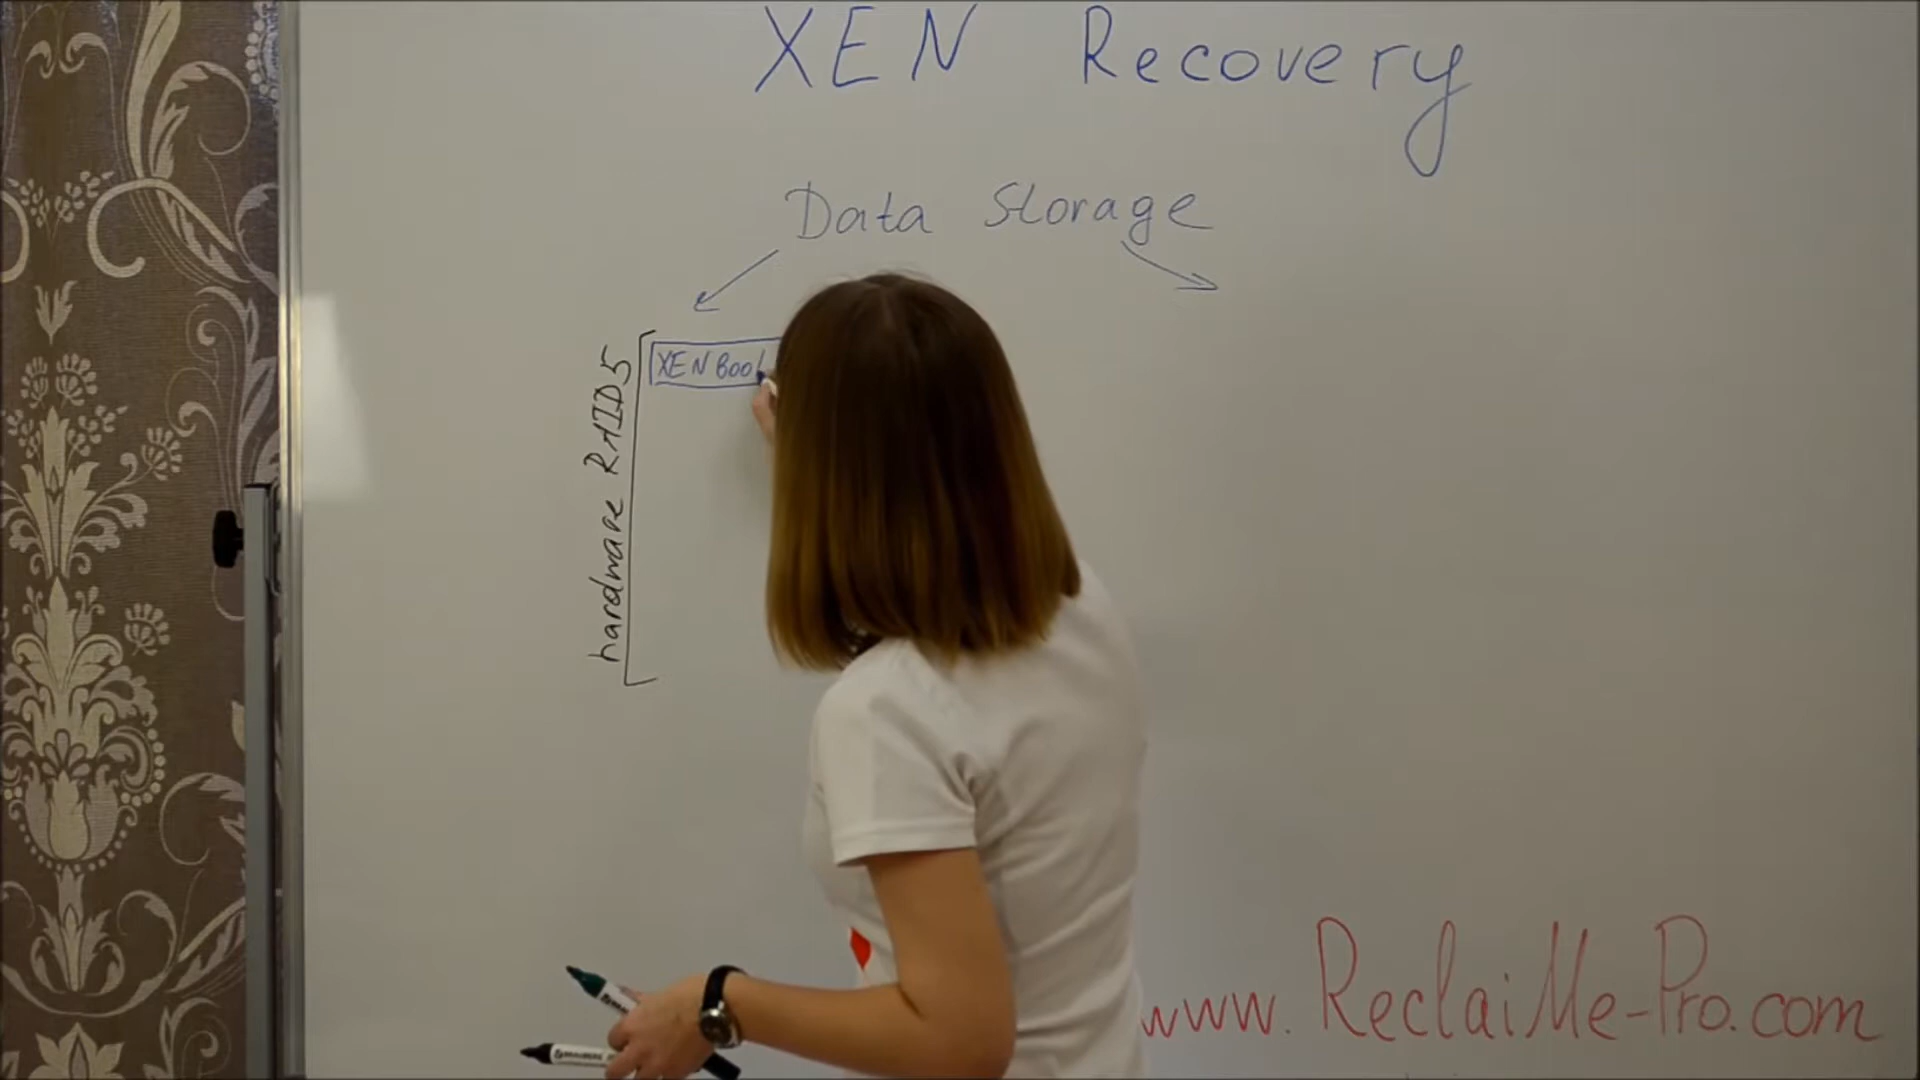 XEN Recovery
Data Storage
hardware RAID5
XEN Boot
www.ReclaiMe-Pro.com